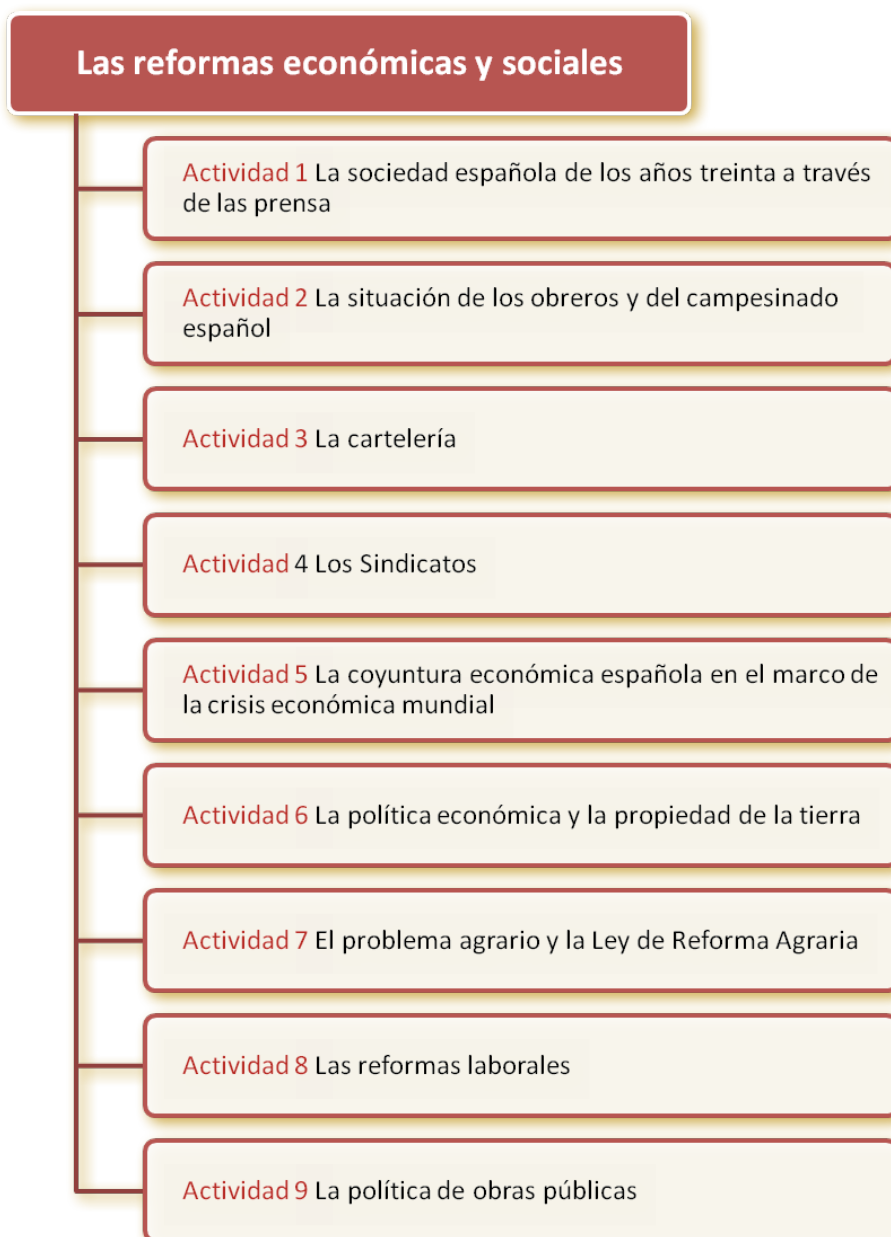 Las reformas económicas y sociales
Actividad 1 La sociedad española de los años treinta a través
de las prensa
Actividad 2 La situación de los obreros y del campesinado
español
Actividad 3 La cartelería
Actividad 4 Los Sindicatos
Actividad 5 La coyuntura económica española en el marco de
la crisis económica mundial
Actividad 6 La política económica y la propiedad de la tierra
Actividad 7 El problema agrario y la Ley de Reforma Agraria
Actividad 8 Las reformas laborales
Actividad 9 La política de obras públicas